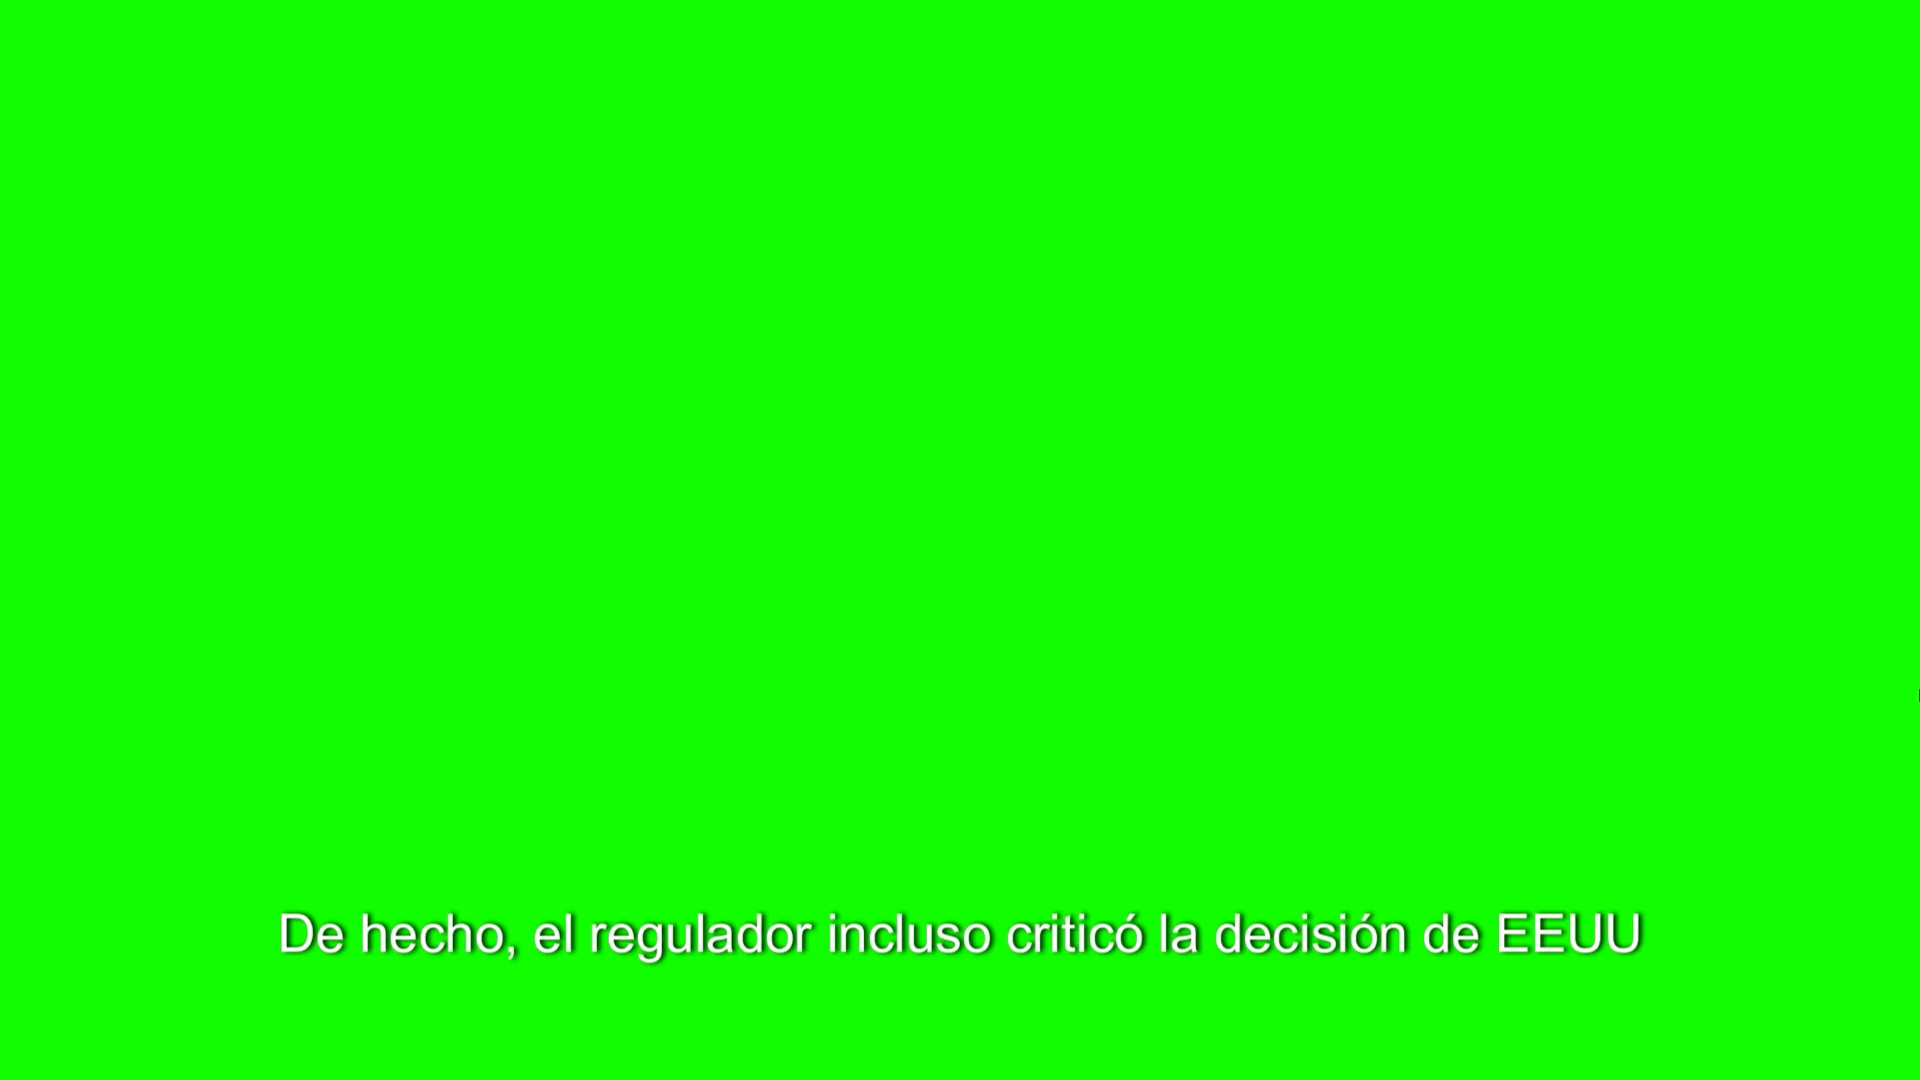 De hecho, el regulador incluso criticó la decisión de EEUU